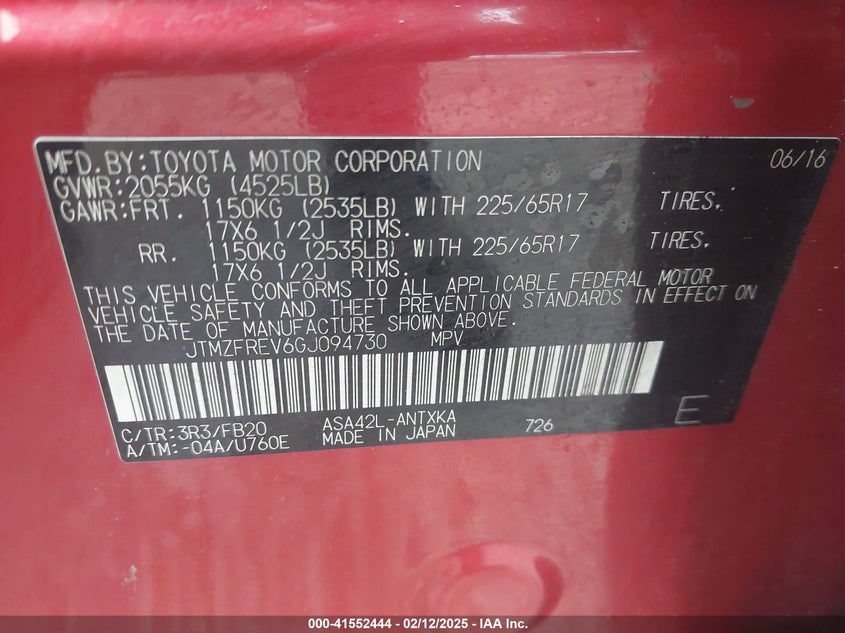 MFD.BY:TOYOTA MOTOR CORPORATION 06/16
GVWR:2055KG (4525LB)
GAWR:FRT. 1150KG (2535LB) WITH 225/65R17 TIRES.
17X6 1/2J RIMS.
RR. 1150KG (2535LB) WITH 225/65R17 TIRES.
17X6 1/2J RIMS.
THIS VEHICLE CONFORMS TO ALL APPLICABLE FEDERAL MOTOR
VEHICLE SAFETY AND THEFT PREVENTION STANDARDS IN EFFECT ON
THE DATE OF MANUFACTURE SHOWN ABOVE.
JTMZFREV6GJ094730 MPV
C/TR:3R3/FB20 ASA42L-ANTXKA 726 E
A/TM:-04A/U760E MADE IN JAPAN
000-41552444 - 02/12/2025 - IAA Inc.